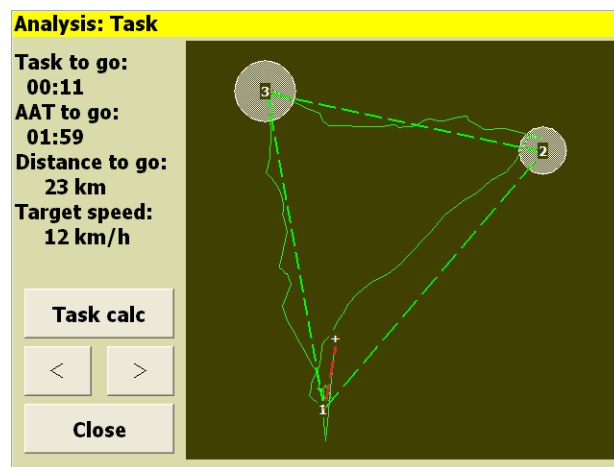 Analysis: Task
Task to go:
00:11
AAT to go:
01:59
Distance to go:
23 km
Target speed:
12 km/h
Task calc
< >
Close
3
2
1